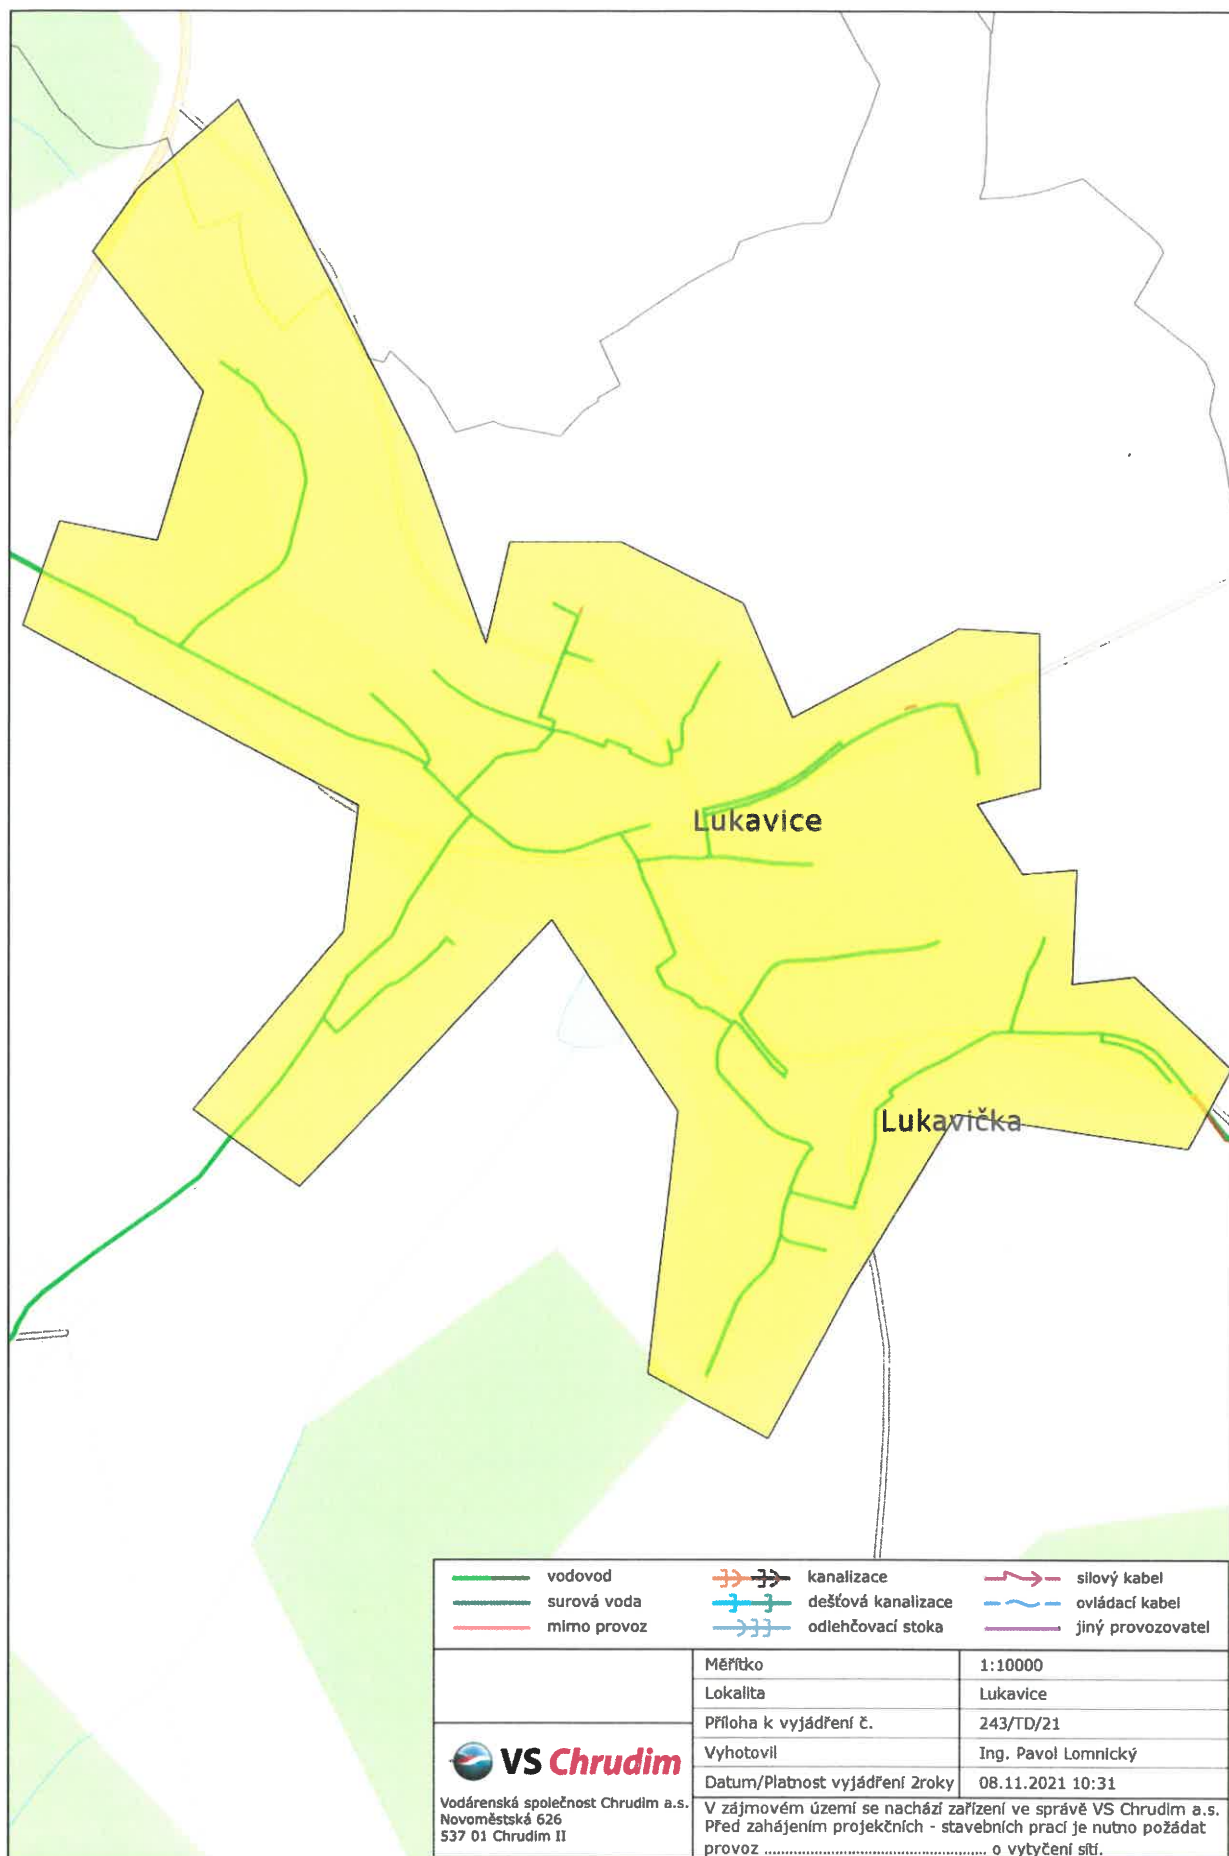 Lukavice
Lukavička
vodovod
surová voda
mimo provoz
kanalizace
dešťová kanalizace
odlehčovací stoka
silový kabel
ovládací kabel
jiný provozovatel
Měřítko 1:10000
Lokalita Lukavice
Příloha k vyjádření č. 243/TD/21
Vyhotovil Ing. Pavol Lomnický
Datum/Platnost vyjádření 2roky 08.11.2021 10:31
VS Chrudim
Vodárenská společnost Chrudim a.s.
Novoměstská 626
537 01 Chrudim II
V zájmovém území se nachází zařízení ve správě VS Chrudim a.s.
Před zahájením projekčních - stavebních prací je nutno požádat
provoz ................................................ o vytyčení sítí.